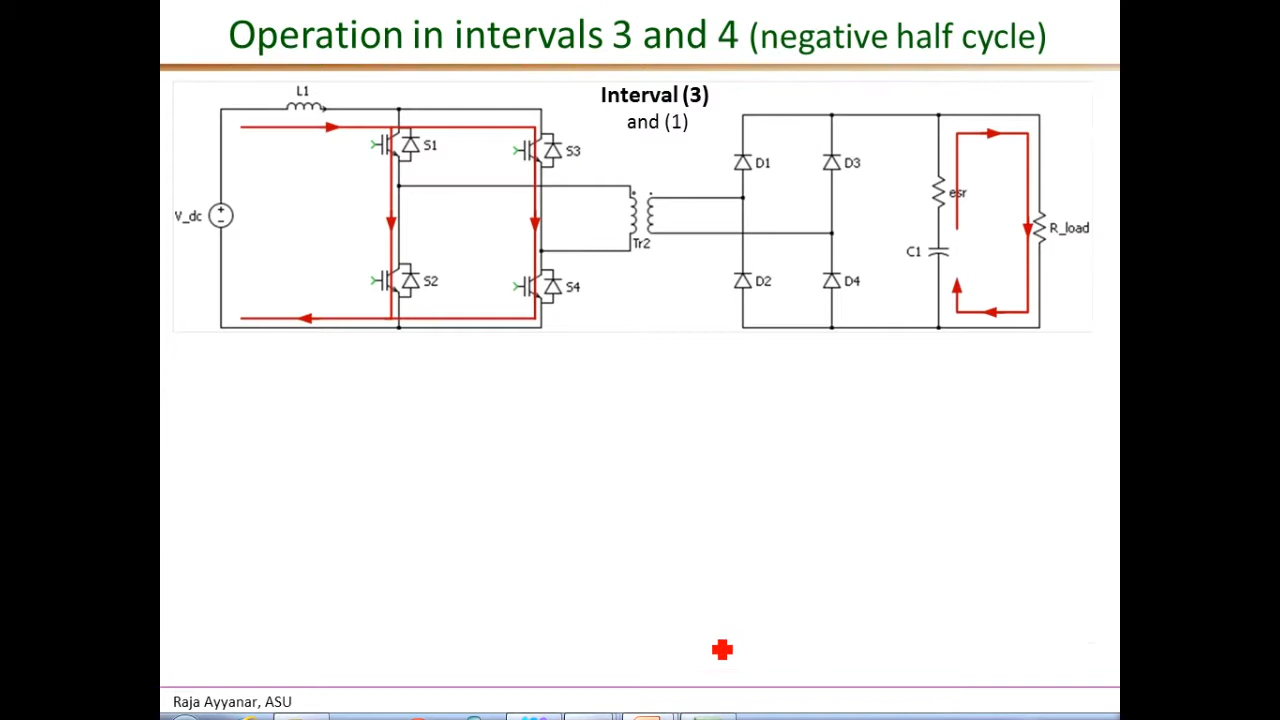 Operation in intervals 3 and 4 (negative half cycle)
Interval (3)
and (1)
L1
S1
S3
D1
D3
esr
V_dc
R_load
Tr2
C1
S2
S4
D2
D4
Raja Ayyanar, ASU